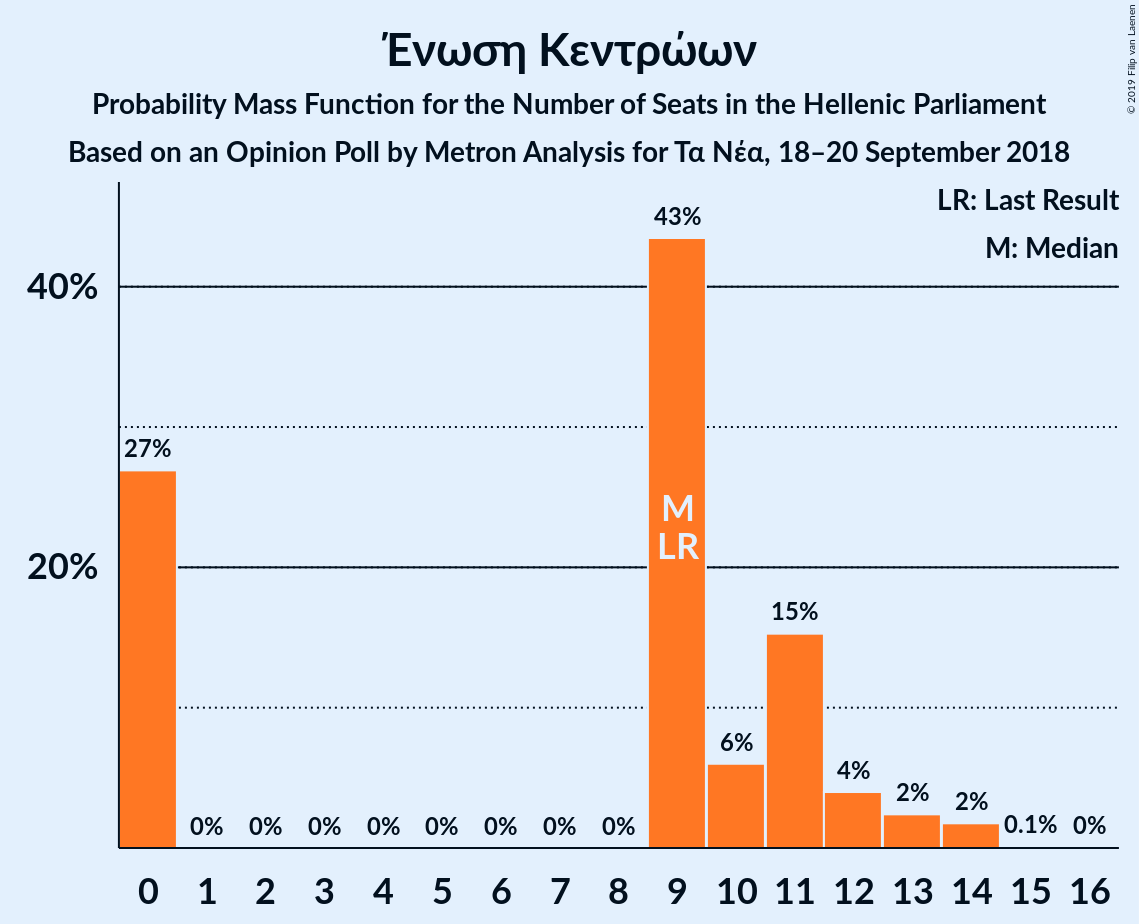 Ένωση Κεντρώων
Probability Mass Function for the Number of Seats in the Hellenic Parliament
Based on an Opinion Poll by Metron Analysis for Τα Νέα, 18–20 September 2018
© 2019 Filip van Laenen
LR: Last Result
M: Median
40%
20%
27%
0%
0%
0%
0%
0%
0%
0%
0%
43%
6%
15%
4%
2%
2%
0.1%
0%
M
LR
0 1 2 3 4 5 6 7 8 9 10 11 12 13 14 15 16